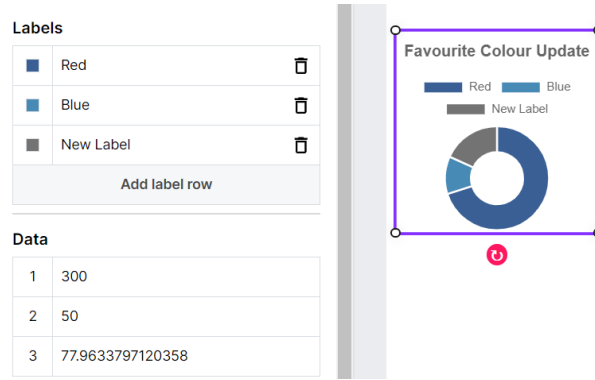 Labels
Red
Blue
New Label
Add label row
Data
1 300
2 50
3 77.9633797120358
Favourite Colour Update
Red Blue
New Label